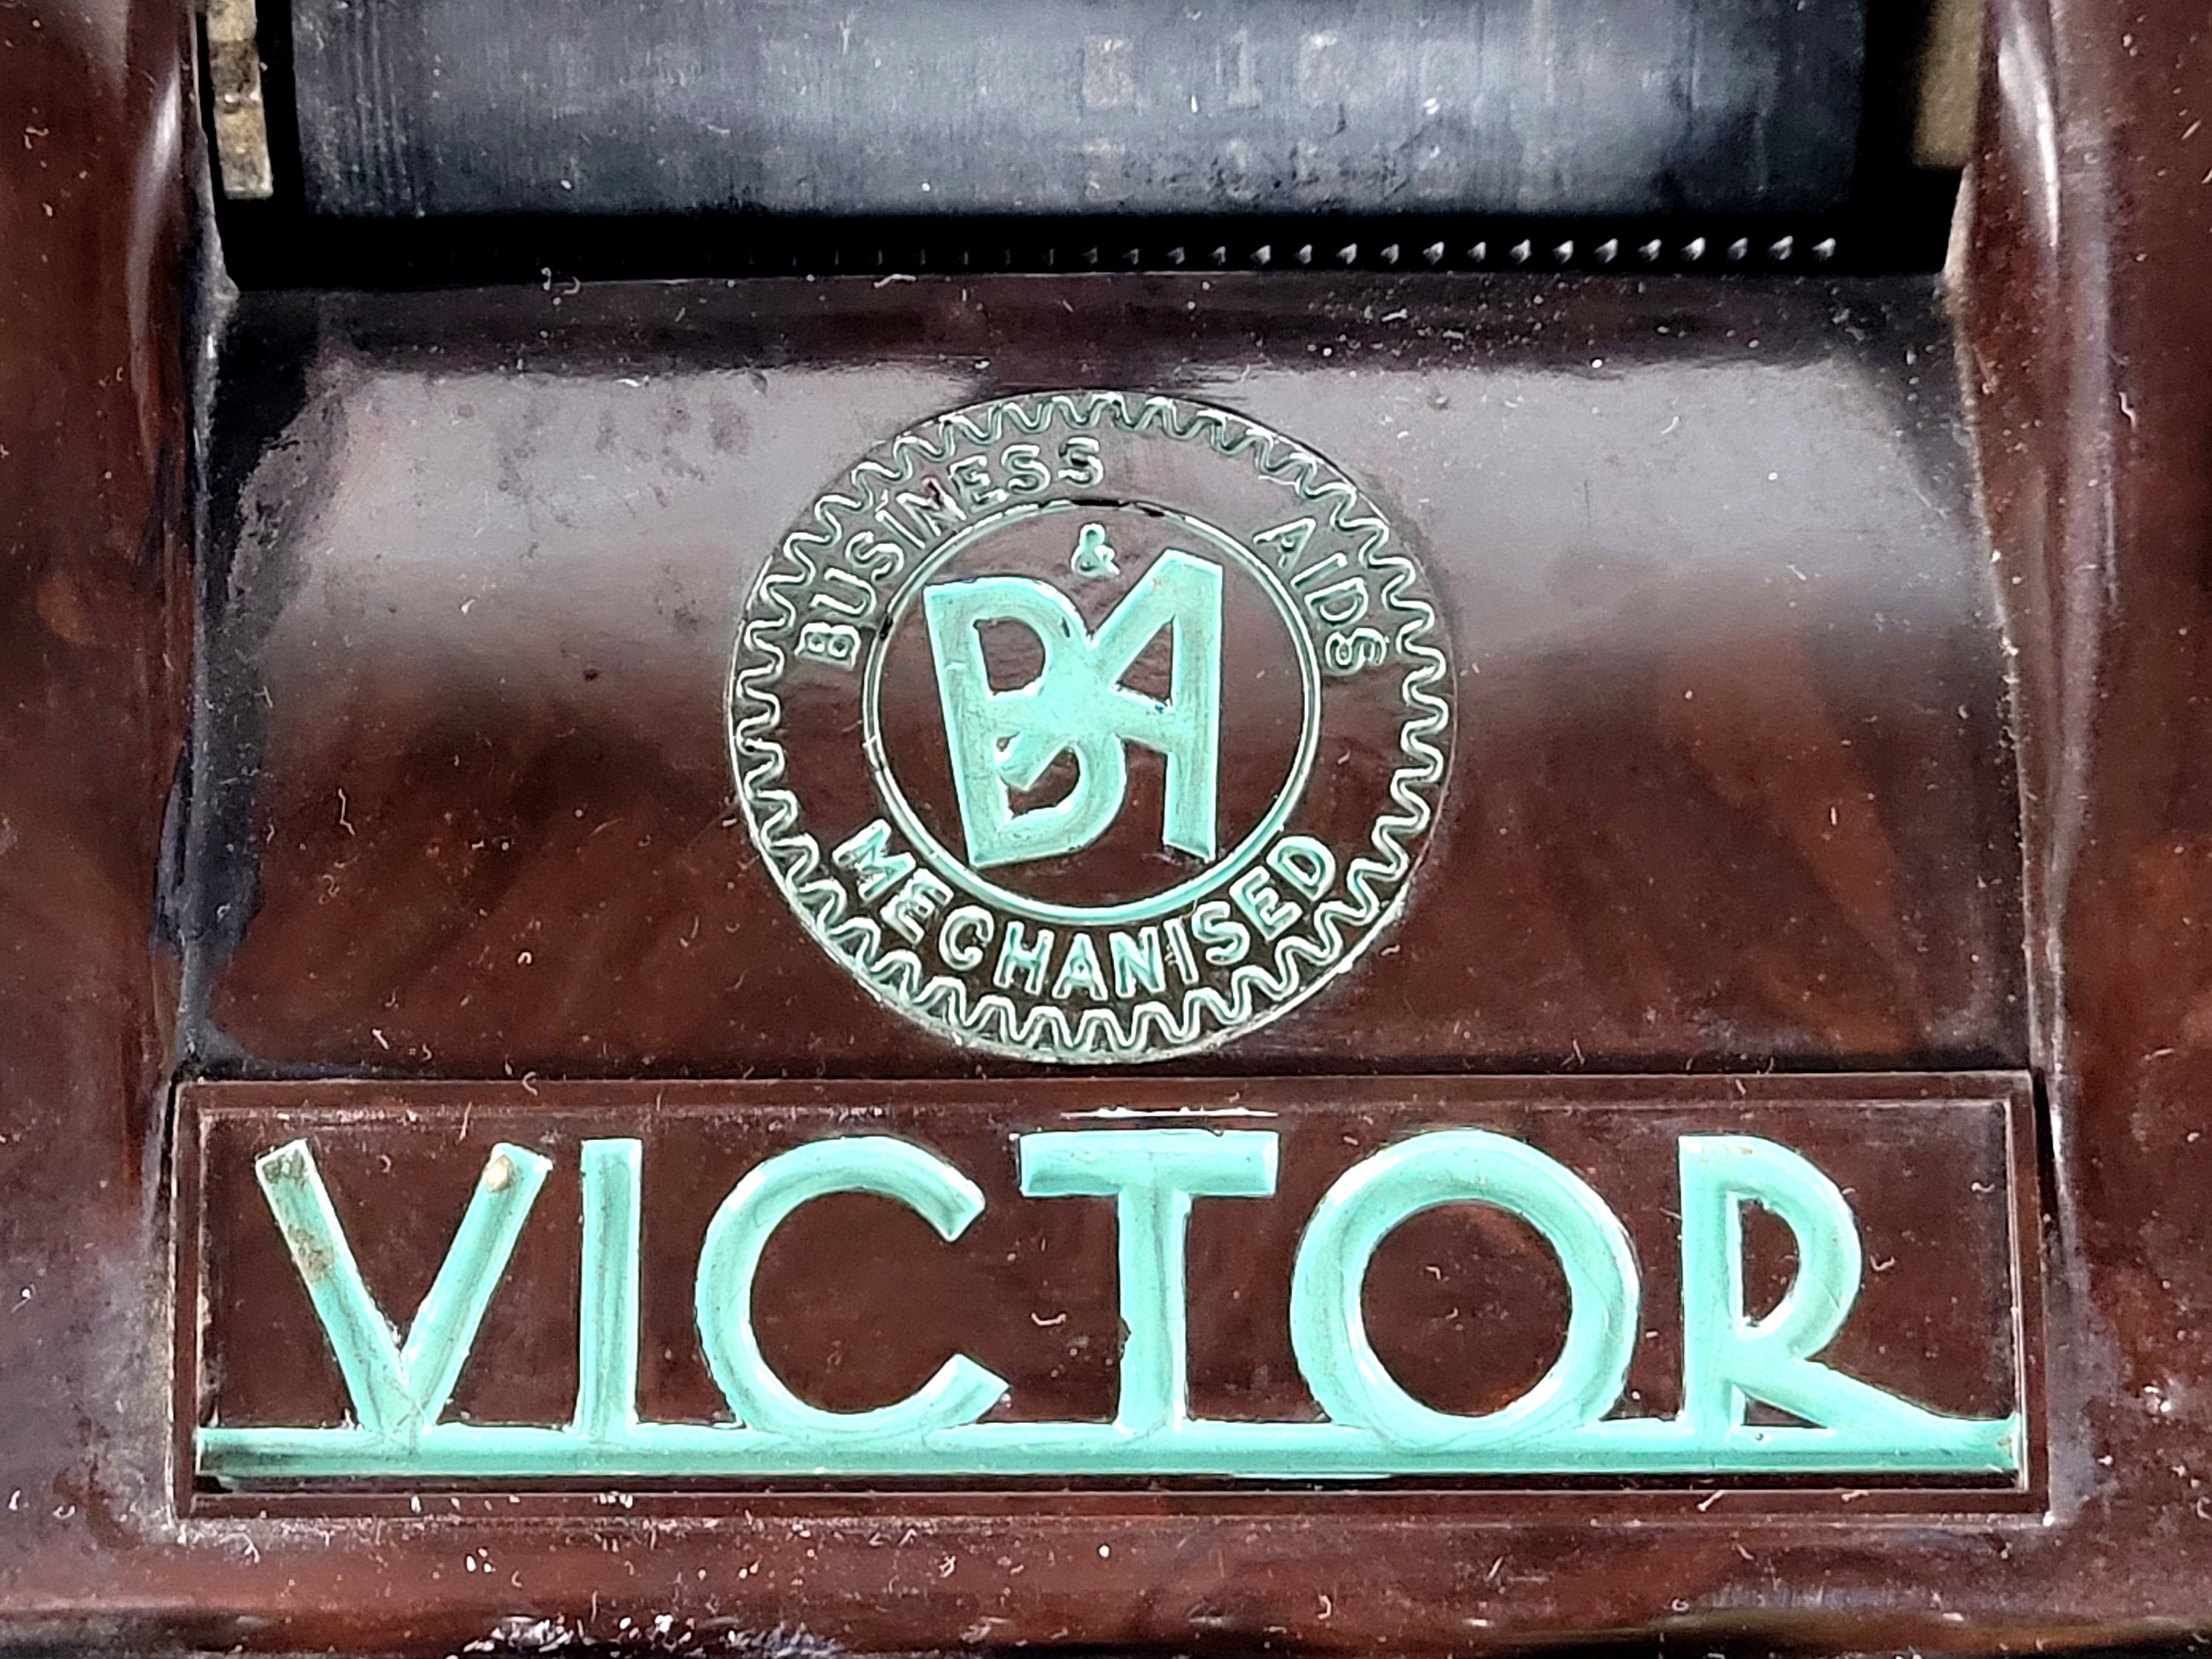 BUSINESS & AIDS
BA
MECHANISED
VICTOR